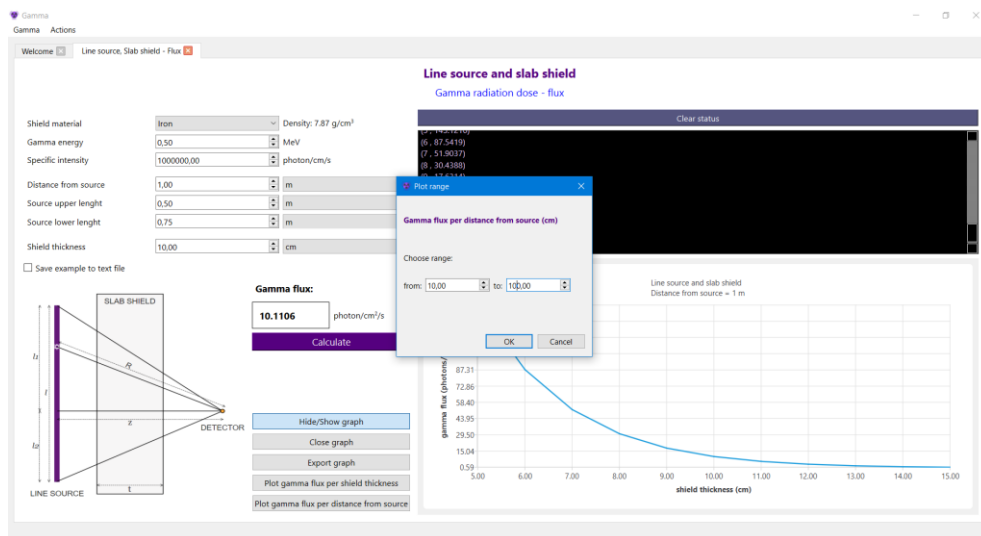 Gamma
Gamma Actions
Welcome Line source, Slab shield - Flux
Line source and slab shield
Gamma radiation dose - flux
Shield material Iron Density: 7.87 g/cm³
Gamma energy 0,50 MeV
Specific intensity 1000000,00 photon/cm/s
Distance from source 1,00 m
Source upper lenght 0,50 m
Source lower lenght 0,75 m
Shield thickness 10,00 cm
Save example to text file
Clear status
(6 , 87.5419)
(7 , 51.9037)
(8 , 30.4388)
Plot range
Gamma flux per distance from source (cm)
Choose range:
from: 10,00 to: 100,00
OK Cancel
SLAB SHIELD
l₁
R
l
z
l₂
t
DETECTOR
LINE SOURCE
Gamma flux:
10.1106 photon/cm²/s
Calculate
Hide/Show graph
Close graph
Export graph
Plot gamma flux per shield thickness
Plot gamma flux per distance from source
Line source and slab shield
Distance from source = 1 m
gamma flux (photons/
87.31
72.86
58.40
43.95
29.50
15.04
0.59
5.00 6.00 7.00 8.00 9.00 10.00 11.00 12.00 13.00 14.00 15.00
shield thickness (cm)